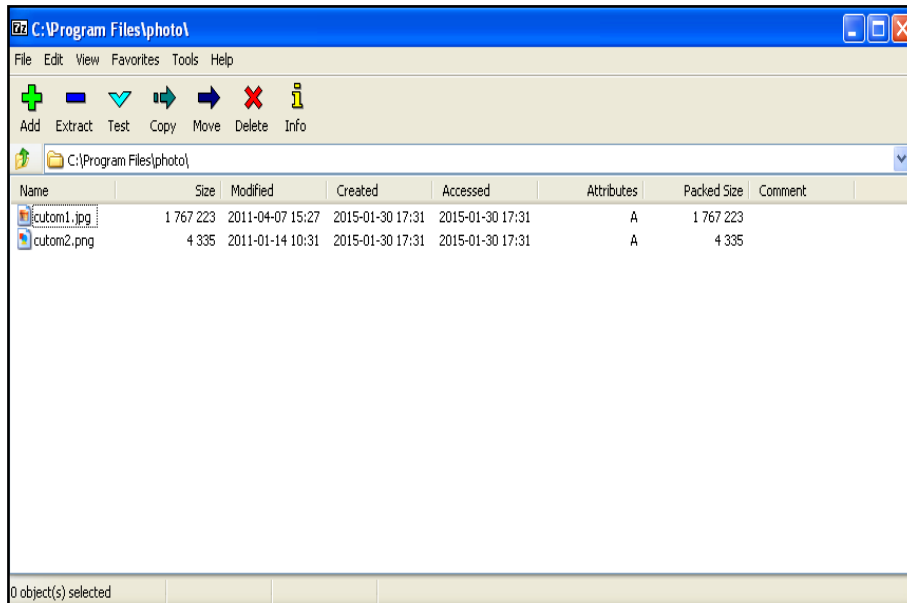 7z C:\Program Files\photo\
File Edit View Favorites Tools Help
Add Extract Test Copy Move Delete Info
C:\Program Files\photo\
Name Size Modified Created Accessed Attributes Packed Size Comment
cutom1.jpg 1 767 223 2011-04-07 15:27 2015-01-30 17:31 2015-01-30 17:31 A 1 767 223
cutom2.png 4 335 2011-01-14 10:31 2015-01-30 17:31 2015-01-30 17:31 A 4 335
0 object(s) selected